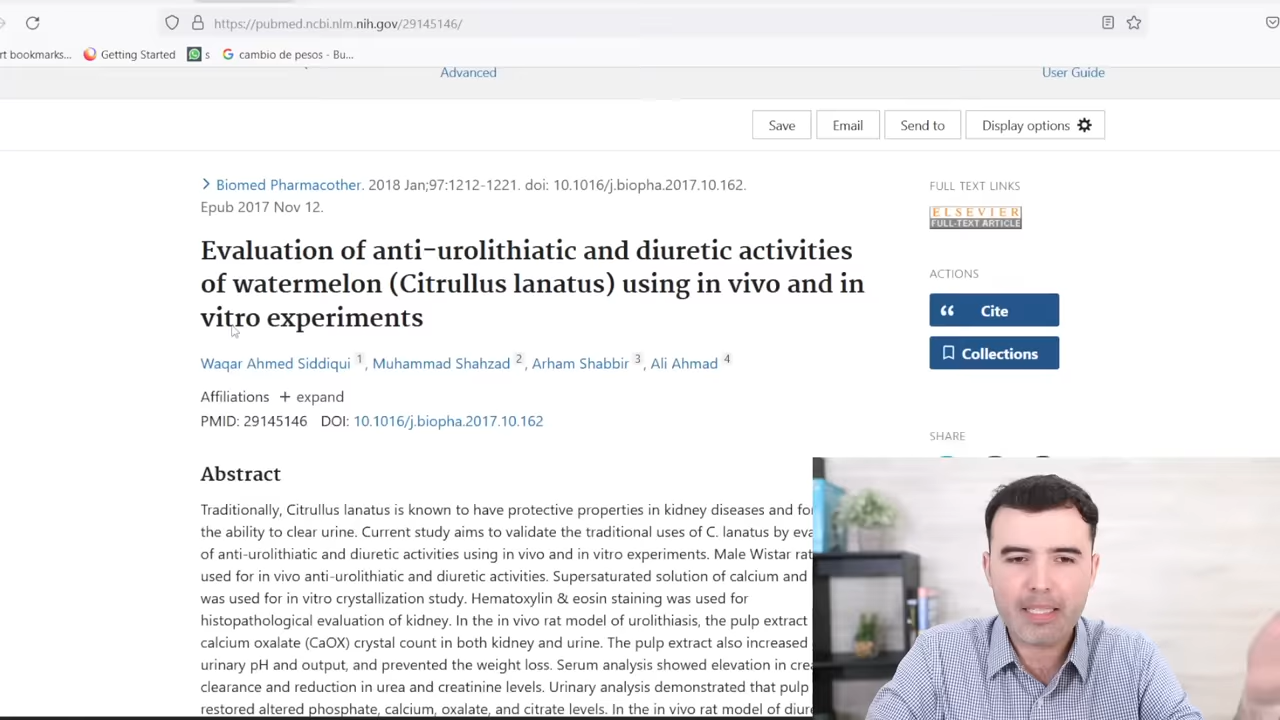 https://pubmed.ncbi.nlm.nih.gov/29145146/
rt bookmarks... Getting Started s cambio de pesos - Bu...
Advanced User Guide
Save Email Send to Display options
Biomed Pharmacother. 2018 Jan;97:1212-1221. doi: 10.1016/j.biopha.2017.10.162.
Epub 2017 Nov 12.
Evaluation of anti-urolithiatic and diuretic activities
of watermelon (Citrullus lanatus) using in vivo and in
vitro experiments
Waqar Ahmed Siddiqui 1, Muhammad Shahzad 2, Arham Shabbir 3, Ali Ahmad 4
Affiliations + expand
PMID: 29145146 DOI: 10.1016/j.biopha.2017.10.162
Abstract
Traditionally, Citrullus lanatus is known to have protective properties in kidney diseases and fo
the ability to clear urine. Current study aims to validate the traditional uses of C. lanatus by eva
of anti-urolithiatic and diuretic activities using in vivo and in vitro experiments. Male Wistar rat
used for in vivo anti-urolithiatic and diuretic activities. Supersaturated solution of calcium and
was used for in vitro crystallization study. Hematoxylin & eosin staining was used for
histopathological evaluation of kidney. In the in vivo rat model of urolithiasis, the pulp extract
calcium oxalate (CaOX) crystal count in both kidney and urine. The pulp extract also increased
urinary pH and output, and prevented the weight loss. Serum analysis showed elevation in crea
clearance and reduction in urea and creatinine levels. Urinary analysis demonstrated that pulp
restored altered phosphate, calcium, oxalate, and citrate levels. In the in vivo rat model of diur
FULL TEXT LINKS
ELSEVIER
FULL-TEXT ARTICLE
ACTIONS
Cite
Collections
SHARE